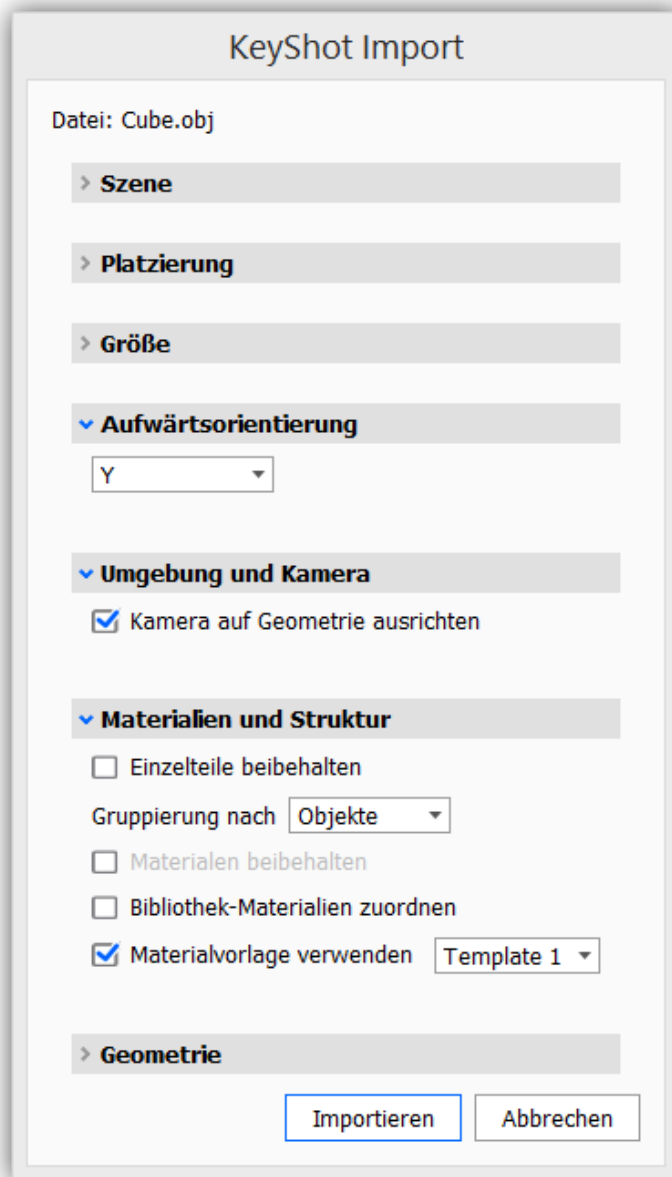 KeyShot Import
Datei: Cube.obj
Szene
Platzierung
Größe
Aufwärtsorientierung
Y
Umgebung und Kamera
Kamera auf Geometrie ausrichten
Materialien und Struktur
Einzelteile beibehalten
Gruppierung nach Objekte
Materialen beibehalten
Bibliothek-Materialien zuordnen
Materialvorlage verwenden Template 1
Geometrie
Importieren Abbrechen